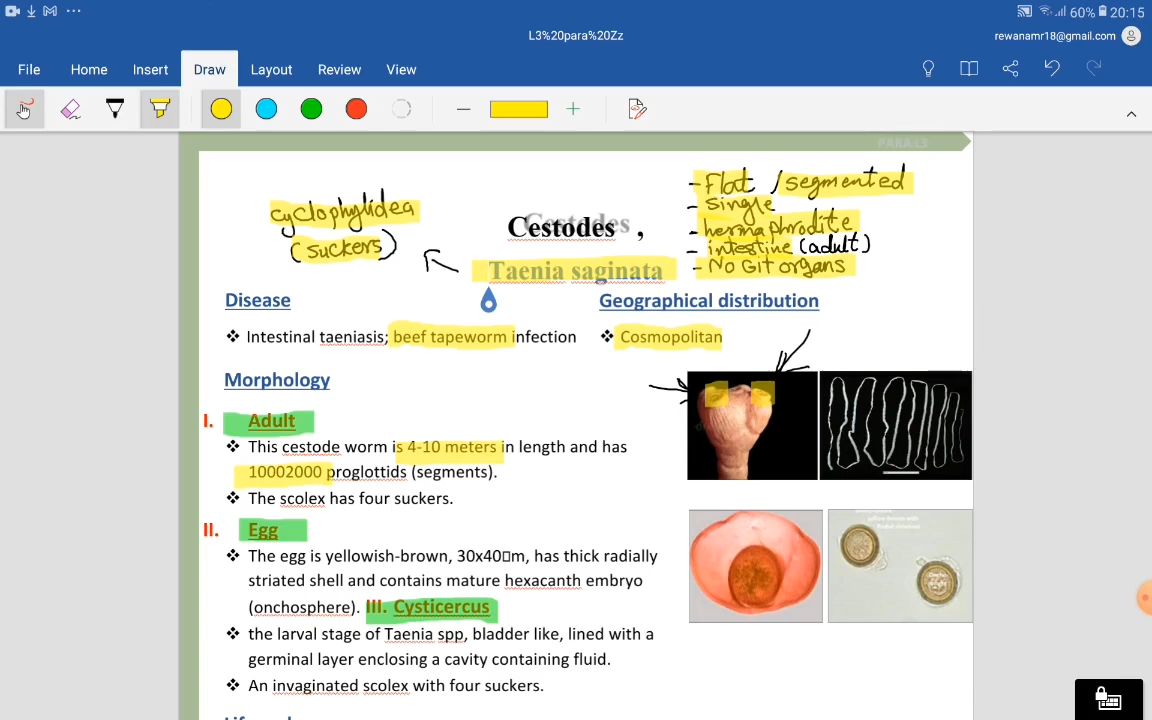 60% 20:15
L3%20para%20Zz
rewanamr18@gmail.com
File Home Insert Draw Layout Review View
PARA-L3
- Flat / segmented
- single
- hermaphrodite
- intestine (adult)
- No Git organs
cyclophylidea
(suckers)
Cestodes ,
Taenia saginata
Disease
❖ Intestinal taeniasis; beef tapeworm infection
Geographical distribution
❖ Cosmopolitan
Morphology
I. Adult
❖ This cestode worm is 4-10 meters in length and has
10002000 proglottids (segments).
❖ The scolex has four suckers.
II. Egg
❖ The egg is yellowish-brown, 30x40▯m, has thick radially
striated shell and contains mature hexacanth embryo
(onchosphere). III. Cysticercus
❖ the larval stage of Taenia spp, bladder like, lined with a
germinal layer enclosing a cavity containing fluid.
❖ An invaginated scolex with four suckers.